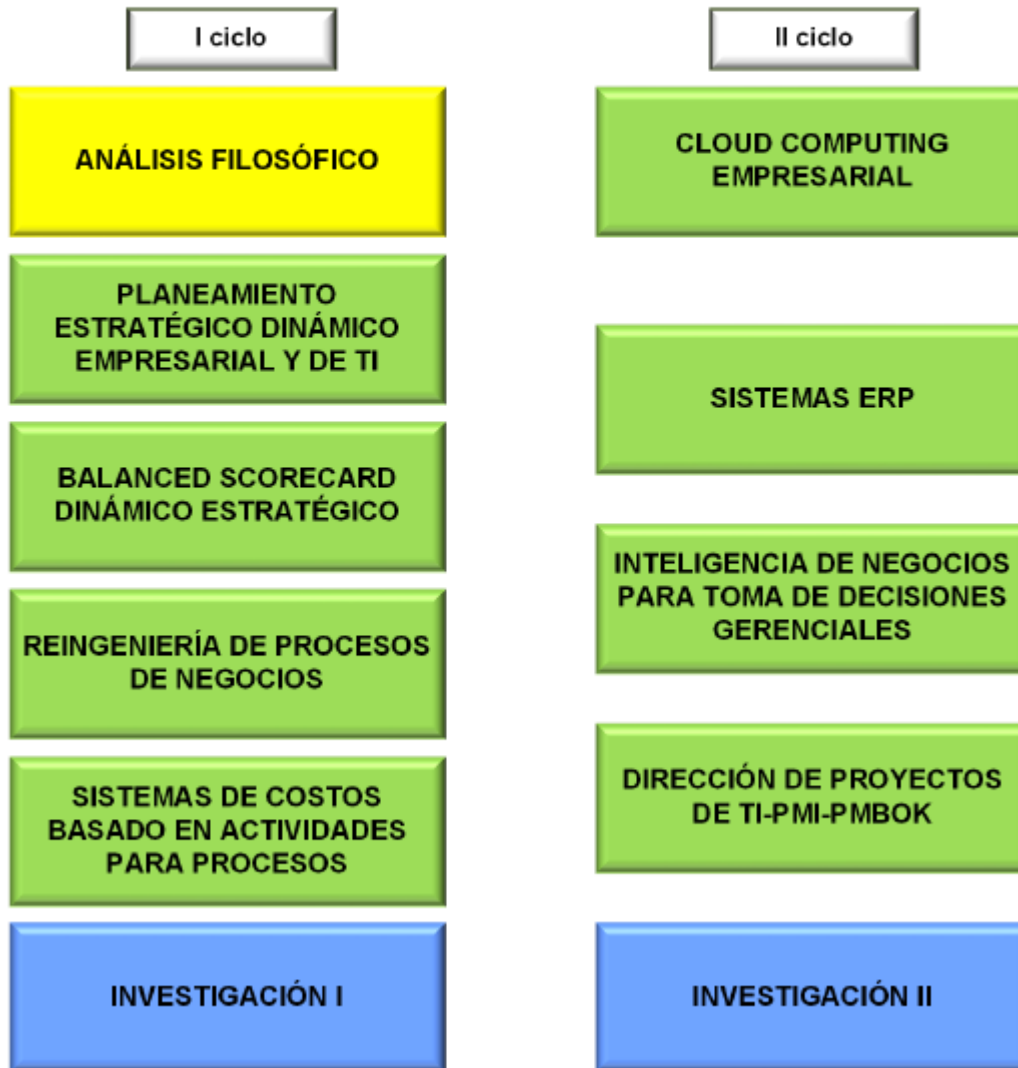 I ciclo
ANÁLISIS FILOSÓFICO
PLANEAMIENTO
ESTRATÉGICO DINÁMICO
EMPRESARIAL Y DE TI
BALANCED SCORECARD
DINÁMICO ESTRATÉGICO
REINGENIERÍA DE PROCESOS
DE NEGOCIOS
SISTEMAS DE COSTOS
BASADO EN ACTIVIDADES
PARA PROCESOS
INVESTIGACIÓN I
II ciclo
CLOUD COMPUTING
EMPRESARIAL
SISTEMAS ERP
INTELIGENCIA DE NEGOCIOS
PARA TOMA DE DECISIONES
GERENCIALES
DIRECCIÓN DE PROYECTOS
DE TI-PMI-PMBOK
INVESTIGACIÓN II